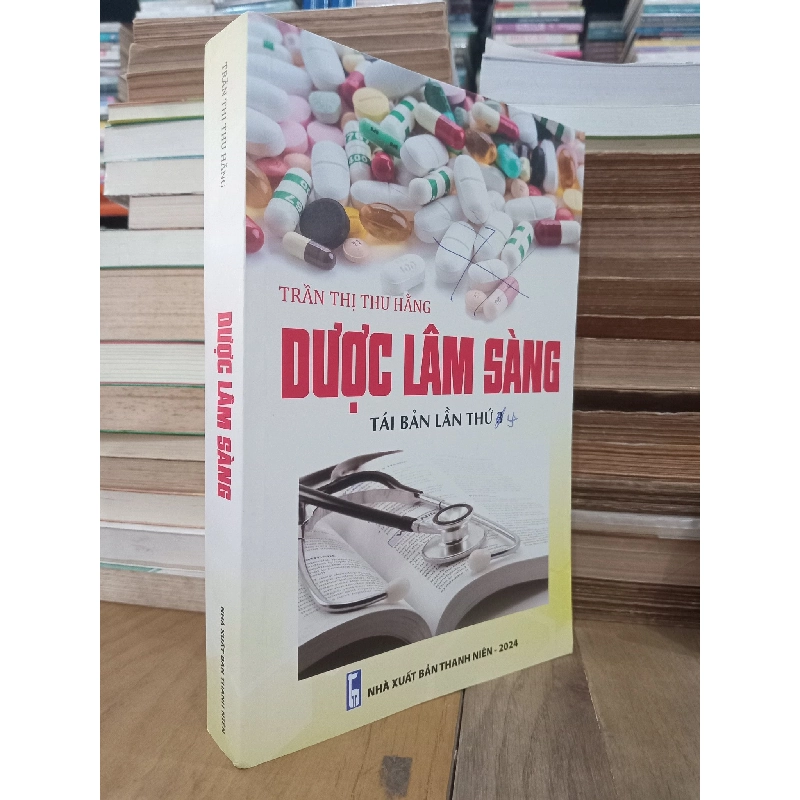 TRẦN THỊ THU HẰNG
DƯỢC LÂM SÀNG
NHÀ XUẤT BẢN THANH NIÊN
TRẦN THỊ THU HẰNG
DƯỢC LÂM SÀNG
TÁI BẢN LẦN THỨ 4
NHÀ XUẤT BẢN THANH NIÊN - 2024